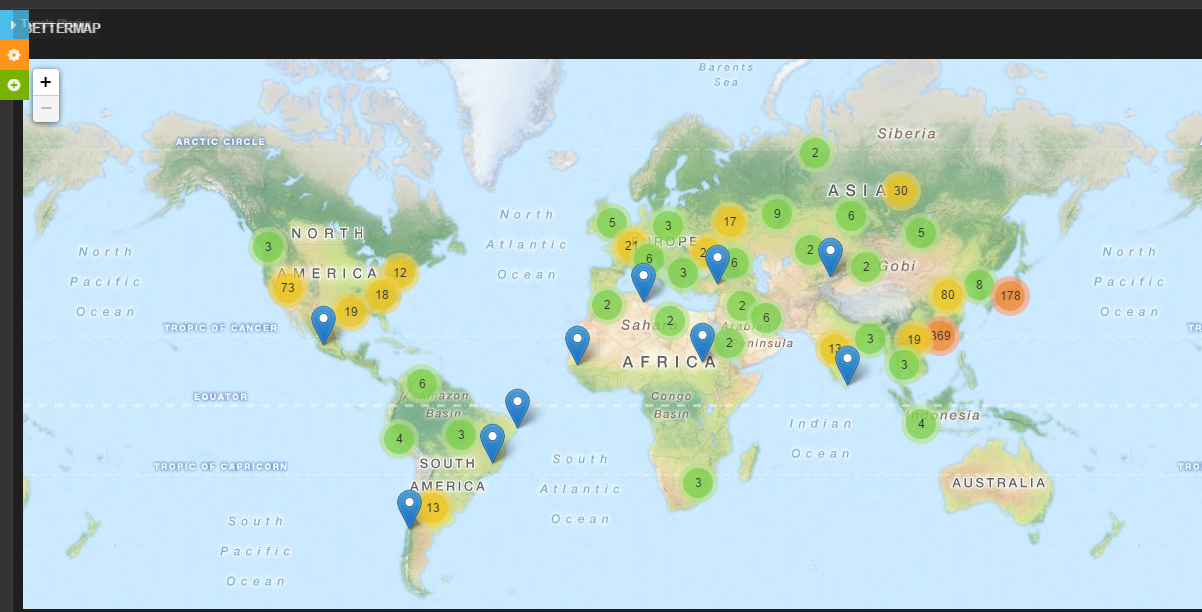 BETTERMAP
+
−
Barents
Sea
Siberia
ARCTIC CIRCLE
2
ASIA
30
North
Atlantic
Ocean
5
3
17
9
6
5
NORTH
AMERICA
3
EUROPE
21
6
2
6
2
2
Gobi
North
Pacific
Ocean
North
Pacific
Ocean
12
73
18
19
3
80
8
178
2
2
2
6
TROPIC OF CANCER
Sahara
Arabian
Peninsula
2
AFRICA
13
3
19
369
3
6
EQUATOR
Amazon
Basin
Congo
Basin
Indian
Ocean
Indonesia
4
4
3
TROPIC OF CAPRICORN
SOUTH
AMERICA
South
Atlantic
Ocean
3
AUSTRALIA
13
South
Pacific
Ocean